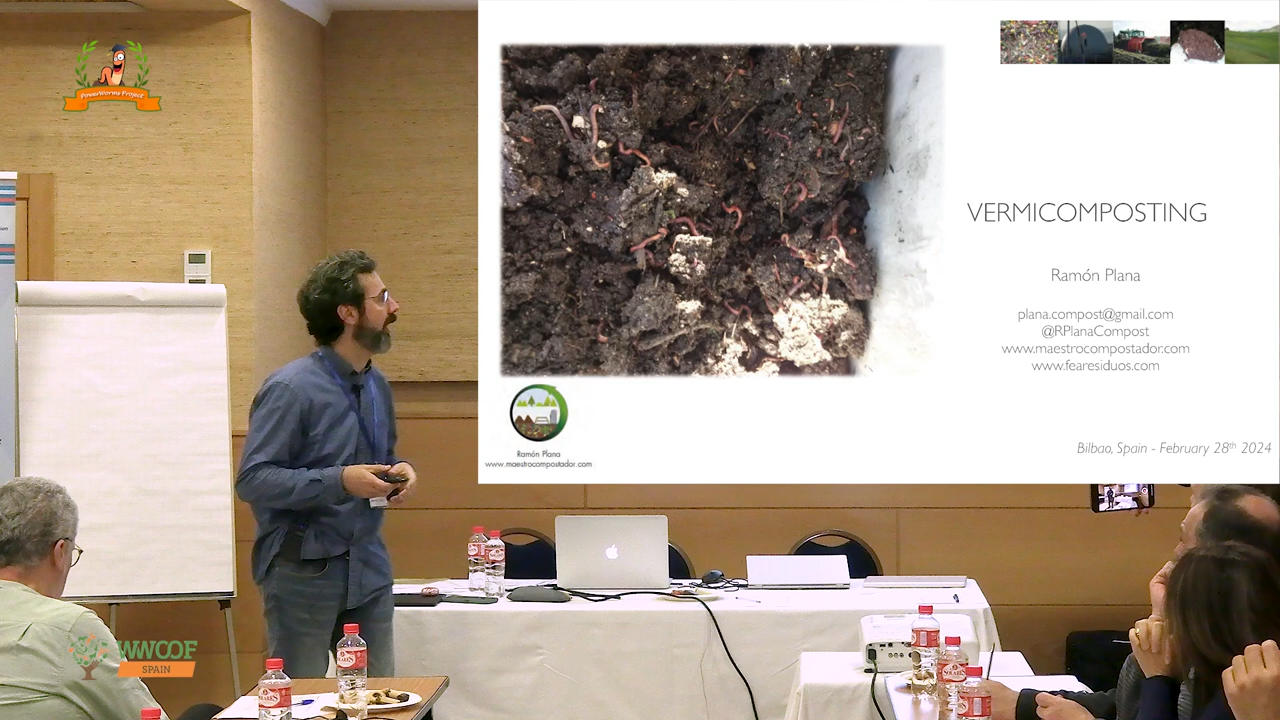 PowerWorms Project
VERMICOMPOSTING
Ramón Plana
plana.compost@gmail.com
@RPlanaCompost
www.maestrocompostador.com
www.fearesiduos.com
Ramón Plana
www.maestrocompostador.com
Bilbao, Spain - February 28th 2024
WWOOF
SPAIN